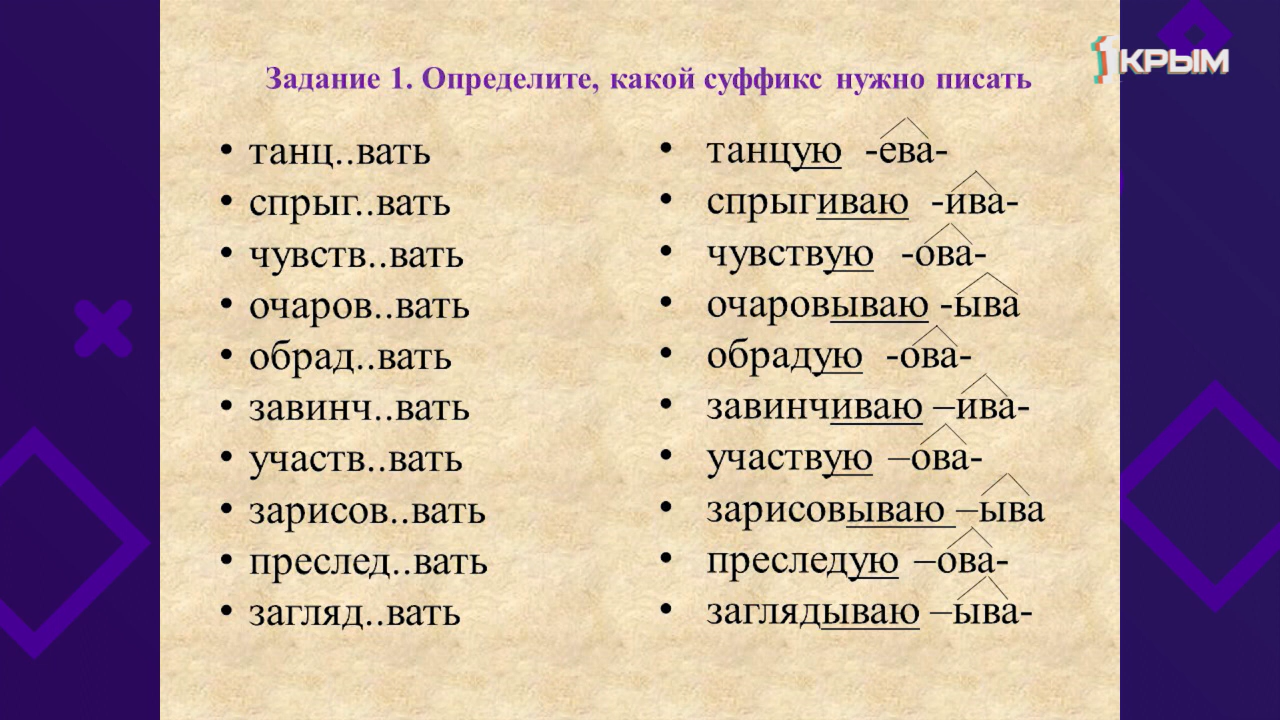 1КРЫМ
Задание 1. Определите, какой суффикс нужно писать
• танц..вать
• спрыг..вать
• чувств..вать
• очаров..вать
• обрад..вать
• завинч..вать
• участв..вать
• зарисов..вать
• преслед..вать
• загляд..вать
• танцую -ева-
• спрыгиваю -ива-
• чувствую -ова-
• очаровываю -ыва
• обрадую -ова-
• завинчиваю –ива-
• участвую –ова-
• зарисовываю –ыва
• преследую –ова-
• заглядываю –ыва-